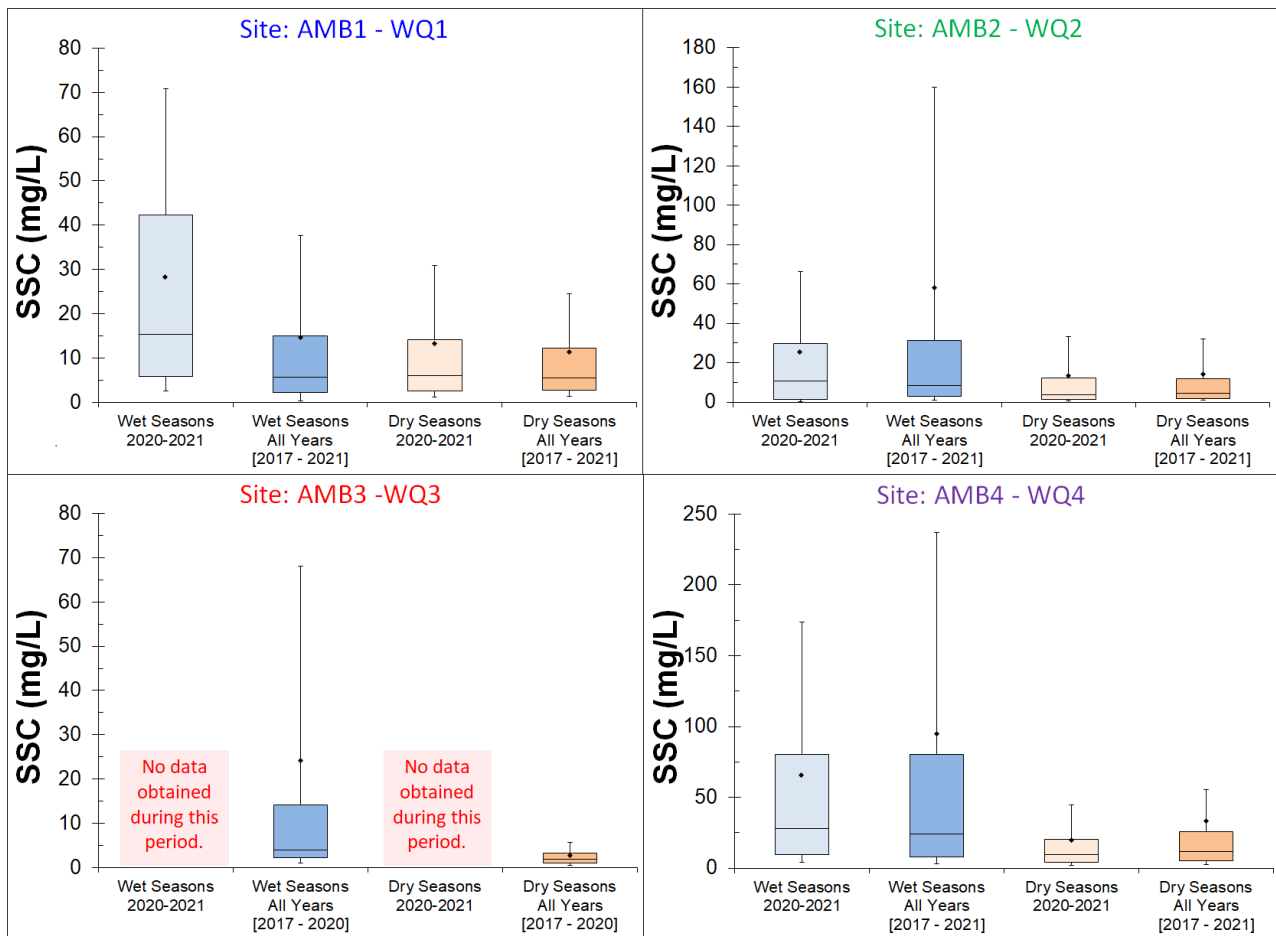 Site: AMB1 - WQ1
SSC (mg/L)
80
70
60
50
40
30
20
10
0
Wet Seasons
2020-2021
Wet Seasons
All Years
[2017 - 2021]
Dry Seasons
2020-2021
Dry Seasons
All Years
[2017 - 2021]
Site: AMB2 - WQ2
SSC (mg/L)
180
160
140
120
100
80
60
40
20
0
Wet Seasons
2020-2021
Wet Seasons
All Years
[2017 - 2021]
Dry Seasons
2020-2021
Dry Seasons
All Years
[2017 - 2021]
Site: AMB3 -WQ3
SSC (mg/L)
80
70
60
50
40
30
20
10
0
No data
obtained
during this
period.
No data
obtained
during this
period.
Wet Seasons
2020-2021
Wet Seasons
All Years
[2017 - 2020]
Dry Seasons
2020-2021
Dry Seasons
All Years
[2017 - 2020]
Site: AMB4 - WQ4
SSC (mg/L)
250
200
150
100
50
0
Wet Seasons
2020-2021
Wet Seasons
All Years
[2017 - 2021]
Dry Seasons
2020-2021
Dry Seasons
All Years
[2017 - 2021]